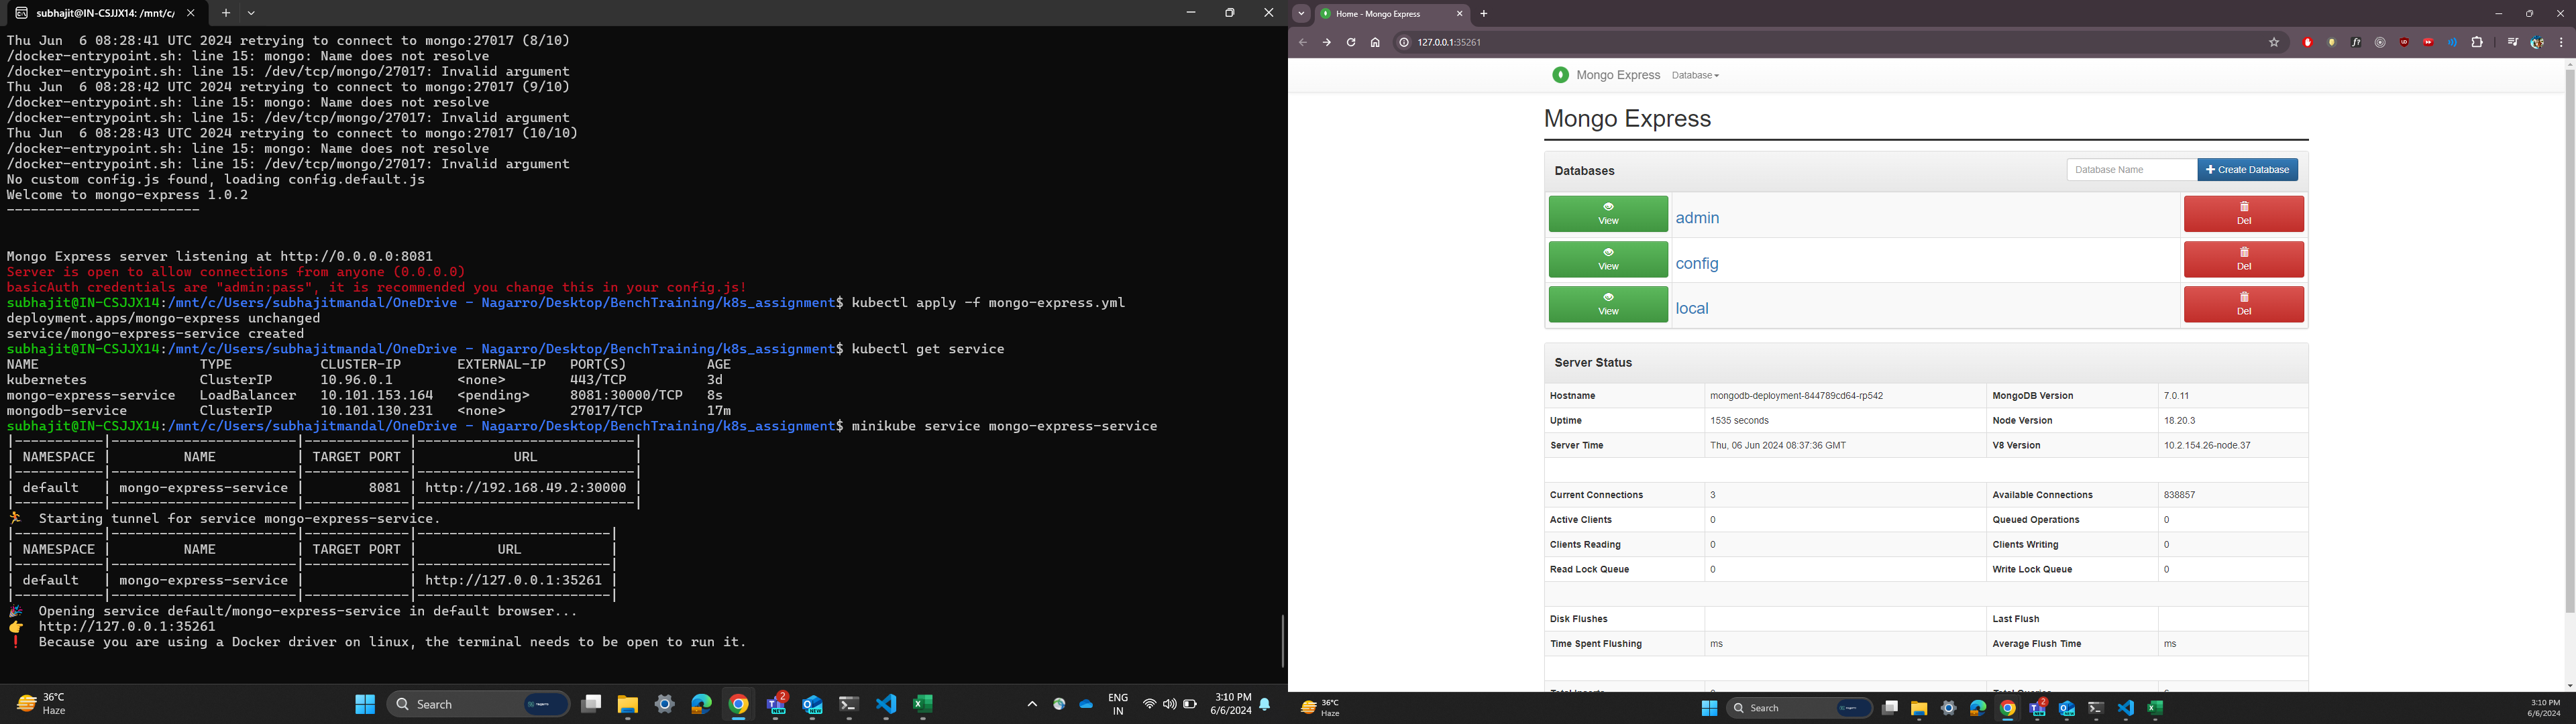 subhajit@IN-CSJJX14: /mnt/c/
Thu Jun  6 08:28:41 UTC 2024 retrying to connect to mongo:27017 (8/10)
/docker-entrypoint.sh: line 15: mongo: Name does not resolve
/docker-entrypoint.sh: line 15: /dev/tcp/mongo/27017: Invalid argument
Thu Jun  6 08:28:42 UTC 2024 retrying to connect to mongo:27017 (9/10)
/docker-entrypoint.sh: line 15: mongo: Name does not resolve
/docker-entrypoint.sh: line 15: /dev/tcp/mongo/27017: Invalid argument
Thu Jun  6 08:28:43 UTC 2024 retrying to connect to mongo:27017 (10/10)
/docker-entrypoint.sh: line 15: mongo: Name does not resolve
/docker-entrypoint.sh: line 15: /dev/tcp/mongo/27017: Invalid argument
No custom config.js found, loading config.default.js
Welcome to mongo-express 1.0.2
------------------------
Mongo Express server listening at http://0.0.0.0:8081
Server is open to allow connections from anyone (0.0.0.0)
basicAuth credentials are "admin:pass", it is recommended you change this in your config.js!
subhajit@IN-CSJJX14:/mnt/c/Users/subhajitmandal/OneDrive - Nagarro/Desktop/BenchTraining/k8s_assignment$ kubectl apply -f mongo-express.yml
deployment.apps/mongo-express unchanged
service/mongo-express-service created
subhajit@IN-CSJJX14:/mnt/c/Users/subhajitmandal/OneDrive - Nagarro/Desktop/BenchTraining/k8s_assignment$ kubectl get service
NAME TYPE CLUSTER-IP EXTERNAL-IP PORT(S) AGE
kubernetes ClusterIP 10.96.0.1 <none> 443/TCP 3d
mongo-express-service LoadBalancer 10.101.153.164 <pending> 8081:30000/TCP 8s
mongodb-service ClusterIP 10.101.130.231 <none> 27017/TCP 17m
subhajit@IN-CSJJX14:/mnt/c/Users/subhajitmandal/OneDrive - Nagarro/Desktop/BenchTraining/k8s_assignment$ minikube service mongo-express-service
|-----------|-----------------------|-------------|---------------------------|
| NAMESPACE | NAME | TARGET PORT | URL |
|-----------|-----------------------|-------------|---------------------------|
| default | mongo-express-service | 8081 | http://192.168.49.2:30000 |
|-----------|-----------------------|-------------|---------------------------|
🏃 Starting tunnel for service mongo-express-service.
|-----------|-----------------------|-------------|------------------------|
| NAMESPACE | NAME | TARGET PORT | URL |
|-----------|-----------------------|-------------|------------------------|
| default | mongo-express-service | | http://127.0.0.1:35261 |
|-----------|-----------------------|-------------|------------------------|
🎉 Opening service default/mongo-express-service in default browser...
👉 http://127.0.0.1:35261
❗ Because you are using a Docker driver on linux, the terminal needs to be open to run it.
36°C
Haze
Search
2
NEW
NEW
ENG
IN
3:10 PM
6/6/2024
Home - Mongo Express
127.0.0.1:35261
Mongo Express Database
Mongo Express
Databases
Database Name
Create Database
View admin Del
View config Del
View local Del
Server Status
Hostname mongodb-deployment-844789cd64-rp542 MongoDB Version 7.0.11
Uptime 1535 seconds Node Version 18.20.3
Server Time Thu, 06 Jun 2024 08:37:36 GMT V8 Version 10.2.154.26-node.37
Current Connections 3 Available Connections 838857
Active Clients 0 Queued Operations 0
Clients Reading 0 Clients Writing 0
Read Lock Queue 0 Write Lock Queue 0
Disk Flushes Last Flush
Time Spent Flushing ms Average Flush Time ms
36°C
Haze
Search
2
3:10 PM
6/6/2024